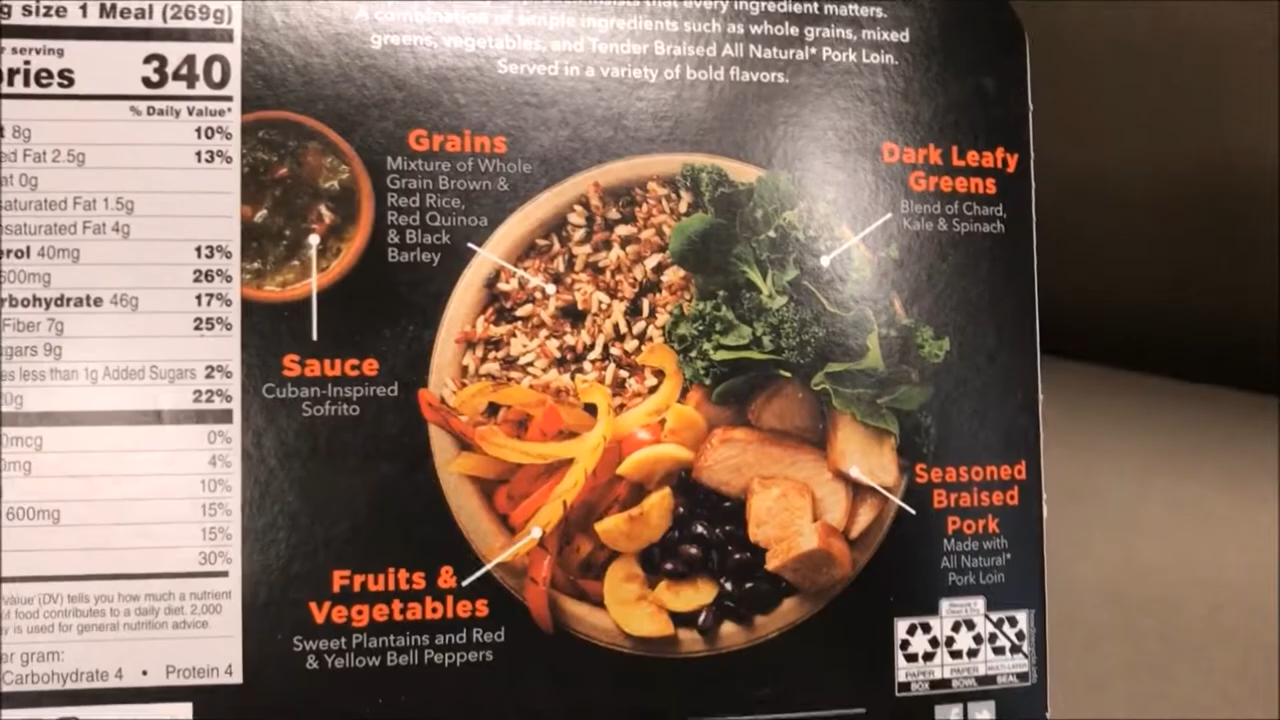 g size 1 Meal (269g)
r serving
ries 340
% Daily Value*
t 8g 10%
ed Fat 2.5g 13%
at 0g
saturated Fat 1.5g
nsaturated Fat 4g
erol 40mg 13%
600mg 26%
rbohydrate 46g 17%
Fiber 7g 25%
gars 9g
es less than 1g Added Sugars 2%
0g 22%
0mcg 0%
0mg 4%
10%
600mg 15%
15%
30%
value (DV) tells you how much a nutrient
of food contributes to a daily diet. 2,000
y is used for general nutrition advice.
er gram:
Carbohydrate 4 • Protein 4
that every ingredient matters.
A combination of simple ingredients such as whole grains, mixed
greens, vegetables, and Tender Braised All Natural* Pork Loin.
Served in a variety of bold flavors.
Grains
Mixture of Whole
Grain Brown &
Red Rice,
Red Quinoa
& Black
Barley
Dark Leafy
Greens
Blend of Chard,
Kale & Spinach
Sauce
Cuban-Inspired
Sofrito
Seasoned
Braised
Pork
Made with
All Natural*
Pork Loin
Fruits &
Vegetables
Sweet Plantains and Red
& Yellow Bell Peppers
PAPER PAPER MULTI-LAYER
BOX BOWL SEAL